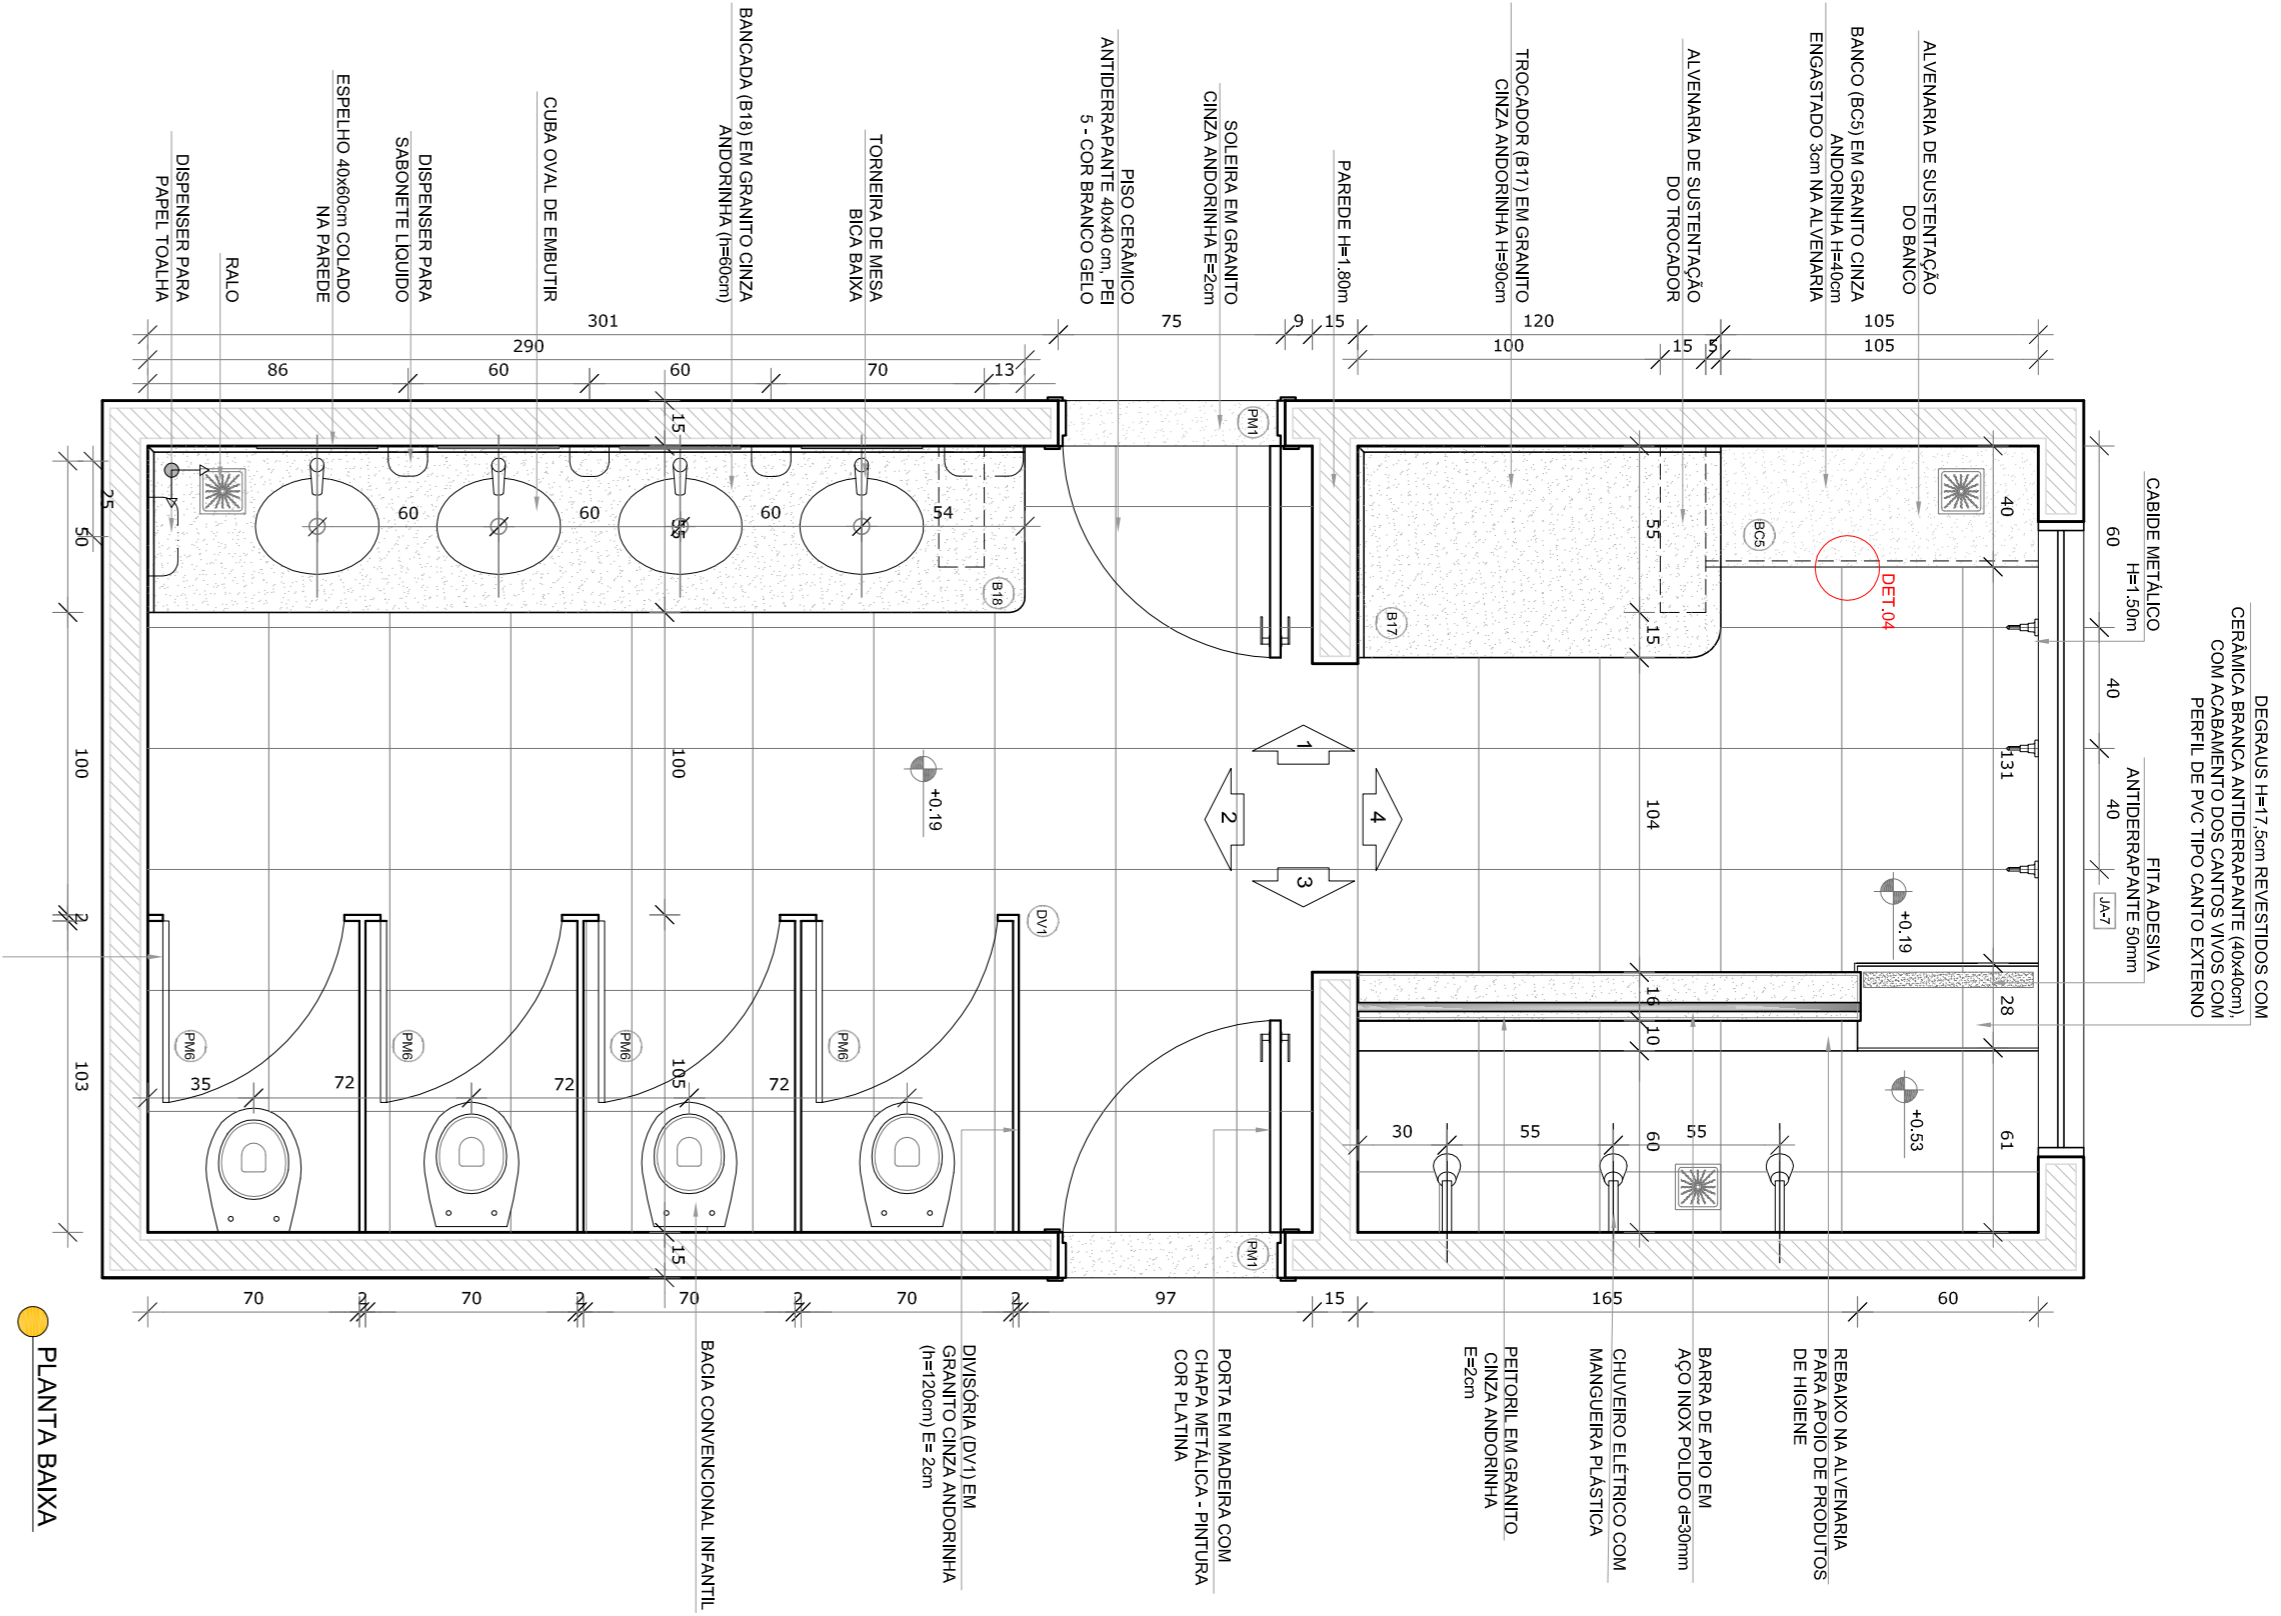 ALVENARIA DE SUSTENTAÇÃO
DO BANCO
BANCO (BC5) EM GRANITO CINZA
ANDORINHA H=40cm
ENGASTADO 3cm NA ALVENARIA
ALVENARIA DE SUSTENTAÇÃO
DO TROCADOR
TROCADOR (B17) EM GRANITO
CINZA ANDORINHA H=90cm
PAREDE H=1.80m
SOLEIRA EM GRANITO
CINZA ANDORINHA E=2cm
PISO CERÂMICO
ANTIDERRAPANTE 40x40 cm, PEI
5 - COR BRANCO GELO
TORNEIRA DE MESA
BICA BAIXA
BANCADA (B18) EM GRANITO CINZA
ANDORINHA (h=60cm)
CUBA OVAL DE EMBUTIR
DISPENSER PARA
SABONETE LÍQUIDO
ESPELHO 40x60cm COLADO
NA PAREDE
RALO
DISPENSER PARA
PAPEL TOALHA
301
75
9
15
120
105
290
100
15
5
105
86
60
60
70
13
15
PM1
25
50
60
60
55
60
54
B18
55
15
B17
40
BC5
DET.04
60
CABIDE METÁLICO
H=1.50m
40
40
131
DEGRAUS H=17,5cm REVESTIDOS COM
CERÂMICA BRANCA ANTIDERRAPANTE (40x40cm),
COM ACABAMENTO DOS CANTOS VIVOS COM
PERFIL DE PVC TIPO CANTO EXTERNO
FITA ADESIVA
ANTIDERRAPANTE 50mm
JA-7
100
100
+0.19
1
2
3
4
104
+0.19
2
DV1
16
10
28
103
PM6
PM6
PM6
PM6
35
72
72
105
72
30
55
60
55
+0.53
61
15
PM1
70
2
70
2
70
2
70
2
97
15
165
60
REBAIXO NA ALVENARIA
PARA APOIO DE PRODUTOS
DE HIGIENE
BARRA DE APIO EM
AÇO INOX POLIDO d=30mm
CHUVEIRO ELÉTRICO COM
MANGUEIRA PLÁSTICA
PEITORIL EM GRANITO
CINZA ANDORINHA
E=2cm
PORTA EM MADEIRA COM
CHAPA METÁLICA - PINTURA
COR PLATINA
DIVISÓRIA (DV1) EM
GRANITO CINZA ANDORINHA
(h=120cm) E= 2cm
BACIA CONVENCIONAL INFANTIL
PLANTA BAIXA